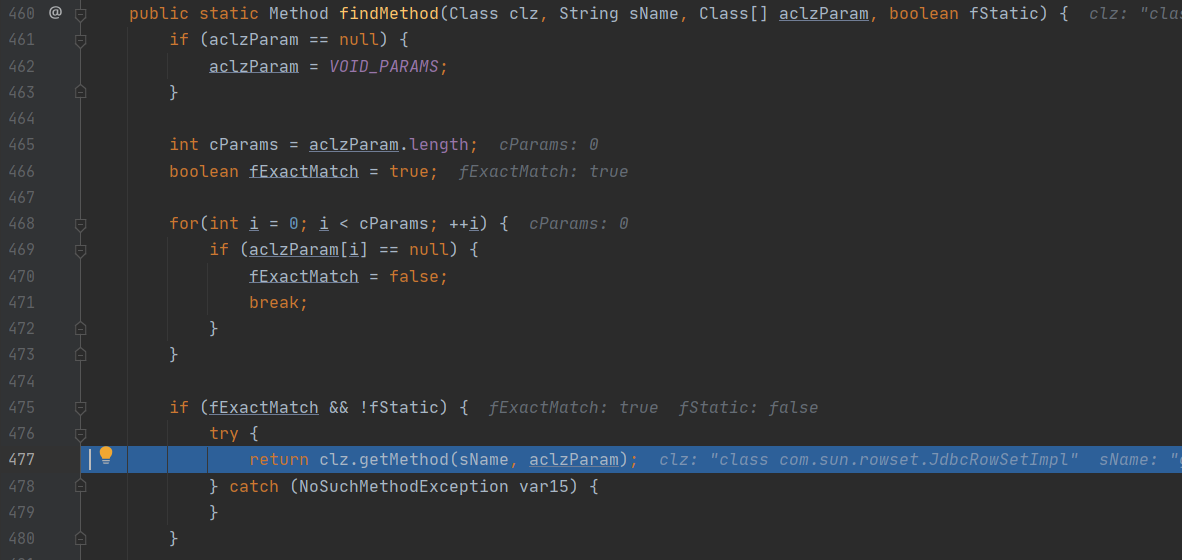 460 @ public static Method findMethod(Class clz, String sName, Class[] aclzParam, boolean fStatic) { clz: "clas
461 if (aclzParam == null) {
462 aclzParam = VOID_PARAMS;
463 }
464
465 int cParams = aclzParam.length; cParams: 0
466 boolean fExactMatch = true; fExactMatch: true
467
468 for(int i = 0; i < cParams; ++i) { cParams: 0
469 if (aclzParam[i] == null) {
470 fExactMatch = false;
471 break;
472 }
473 }
474
475 if (fExactMatch && !fStatic) { fExactMatch: true fStatic: false
476 try {
477 return clz.getMethod(sName, aclzParam); clz: "class com.sun.rowset.JdbcRowSetImpl" sName: "g
478 } catch (NoSuchMethodException var15) {
479 }
480 }